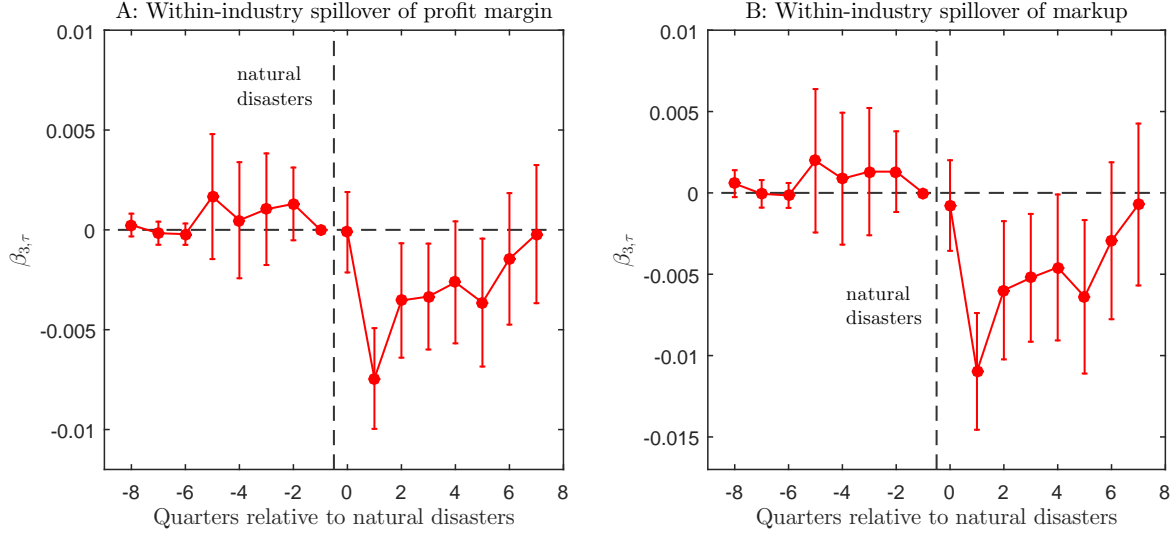 A: Within-industry spillover of profit margin
0.01
0.005
0
-0.005
-0.01
β3,τ
natural
disasters
-8 -6 -4 -2 0 2 4 6 8
Quarters relative to natural disasters
B: Within-industry spillover of markup
0.01
0.005
0
-0.005
-0.01
-0.015
β3,τ
natural
disasters
-8 -6 -4 -2 0 2 4 6 8
Quarters relative to natural disasters